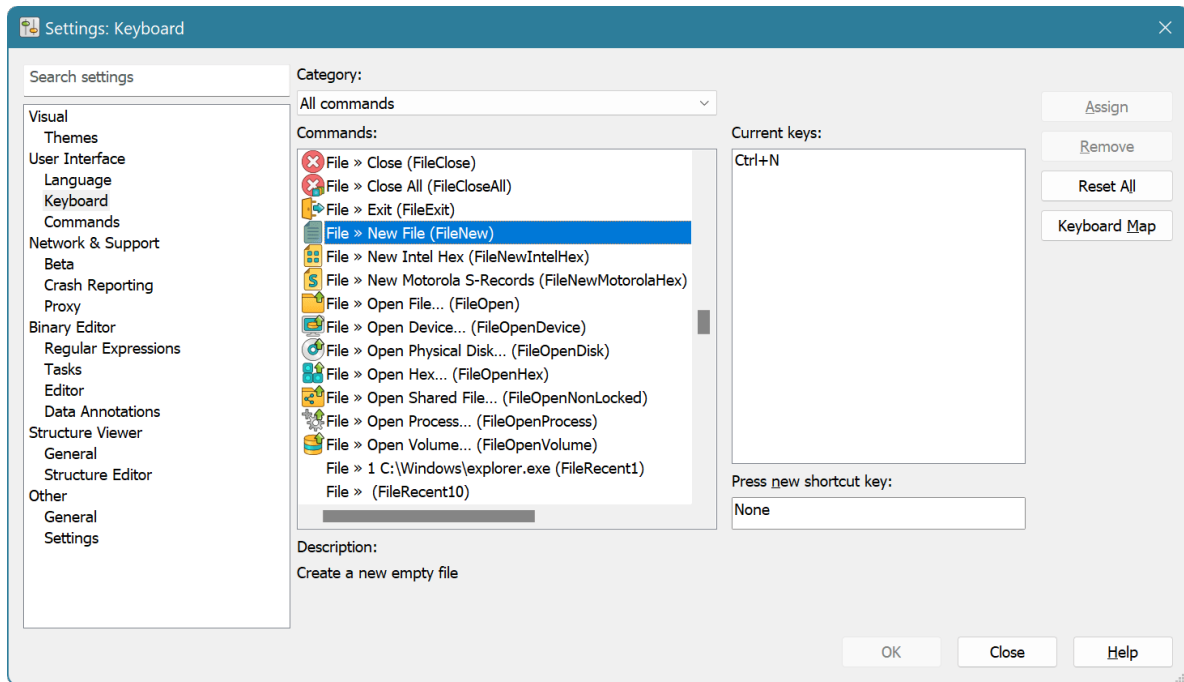 Settings: Keyboard
Search settings
Visual
Themes
User Interface
Language
Keyboard
Commands
Network & Support
Beta
Crash Reporting
Proxy
Binary Editor
Regular Expressions
Tasks
Editor
Data Annotations
Structure Viewer
General
Structure Editor
Other
General
Settings
Category:
All commands
Commands:
File » Close (FileClose)
File » Close All (FileCloseAll)
File » Exit (FileExit)
File » New File (FileNew)
File » New Intel Hex (FileNewIntelHex)
File » New Motorola S-Records (FileNewMotorolaHex)
File » Open File... (FileOpen)
File » Open Device... (FileOpenDevice)
File » Open Physical Disk... (FileOpenDisk)
File » Open Hex... (FileOpenHex)
File » Open Shared File... (FileOpenNonLocked)
File » Open Process... (FileOpenProcess)
File » Open Volume... (FileOpenVolume)
File » 1 C:\Windows\explorer.exe (FileRecent1)
File » (FileRecent10)
Description:
Create a new empty file
Current keys:
Ctrl+N
Press new shortcut key:
None
Assign
Remove
Reset All
Keyboard Map
OK
Close
Help